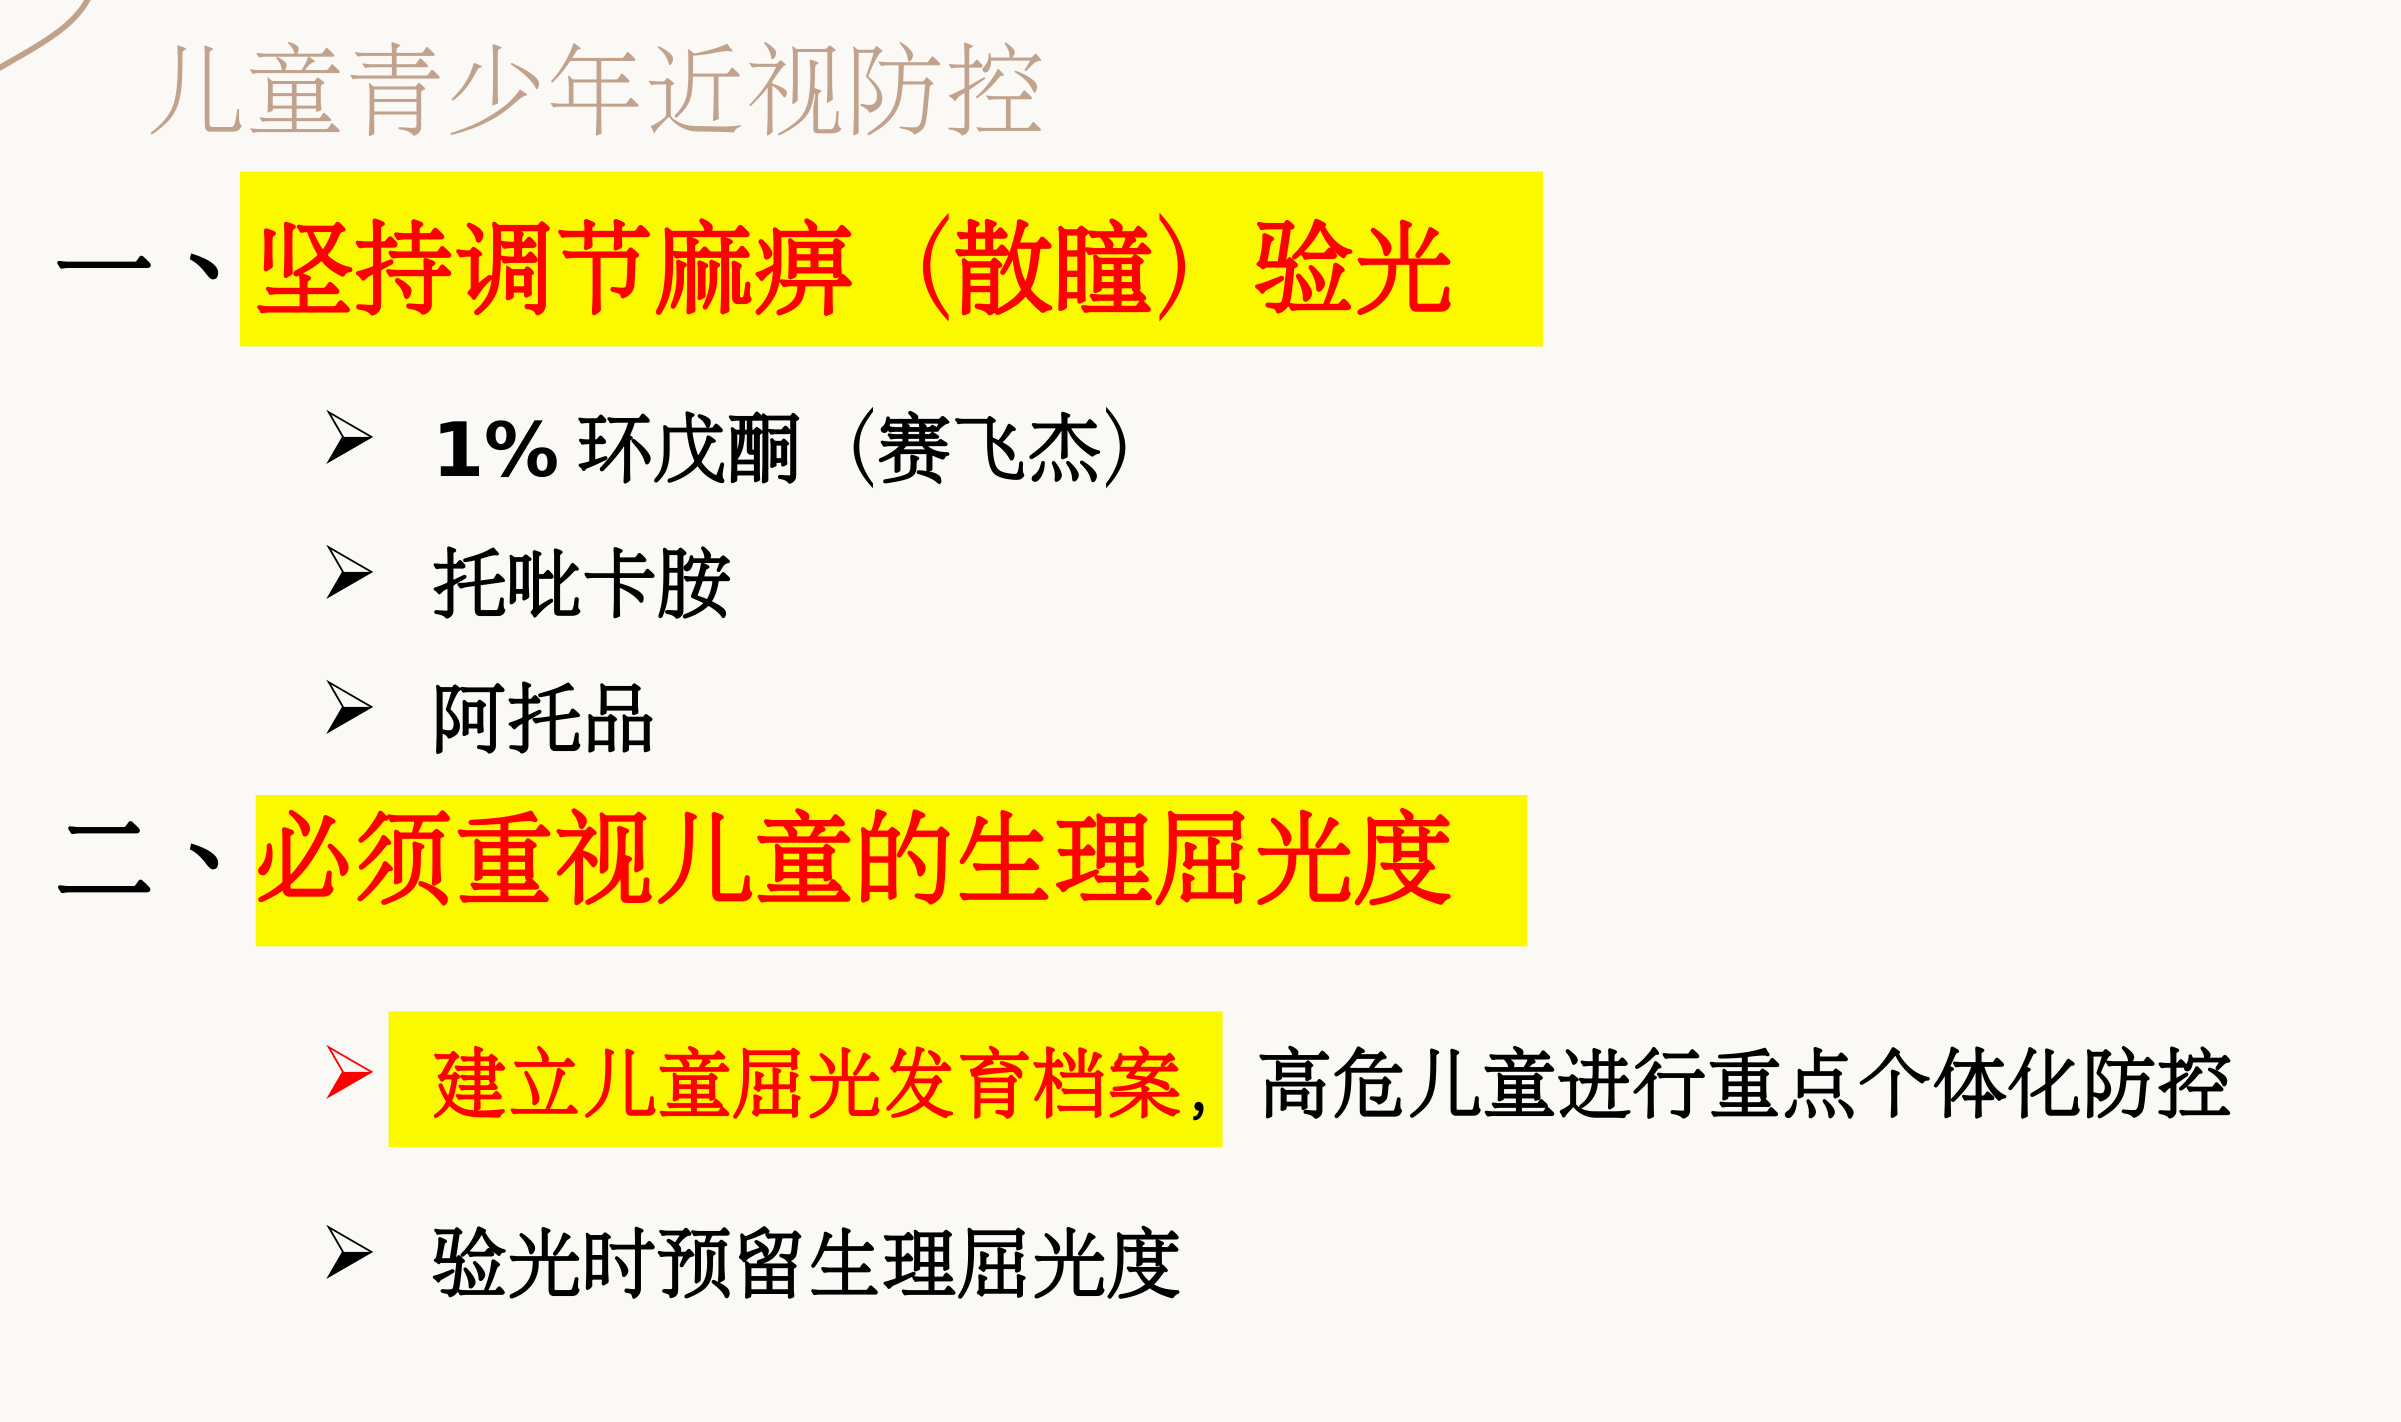 儿童青少年近视防控
一、坚持调节麻痹（散瞳）验光
1% 环戊酮（赛飞杰）
托吡卡胺
阿托品
二、必须重视儿童的生理屈光度
建立儿童屈光发育档案，高危儿童进行重点个体化防控
验光时预留生理屈光度